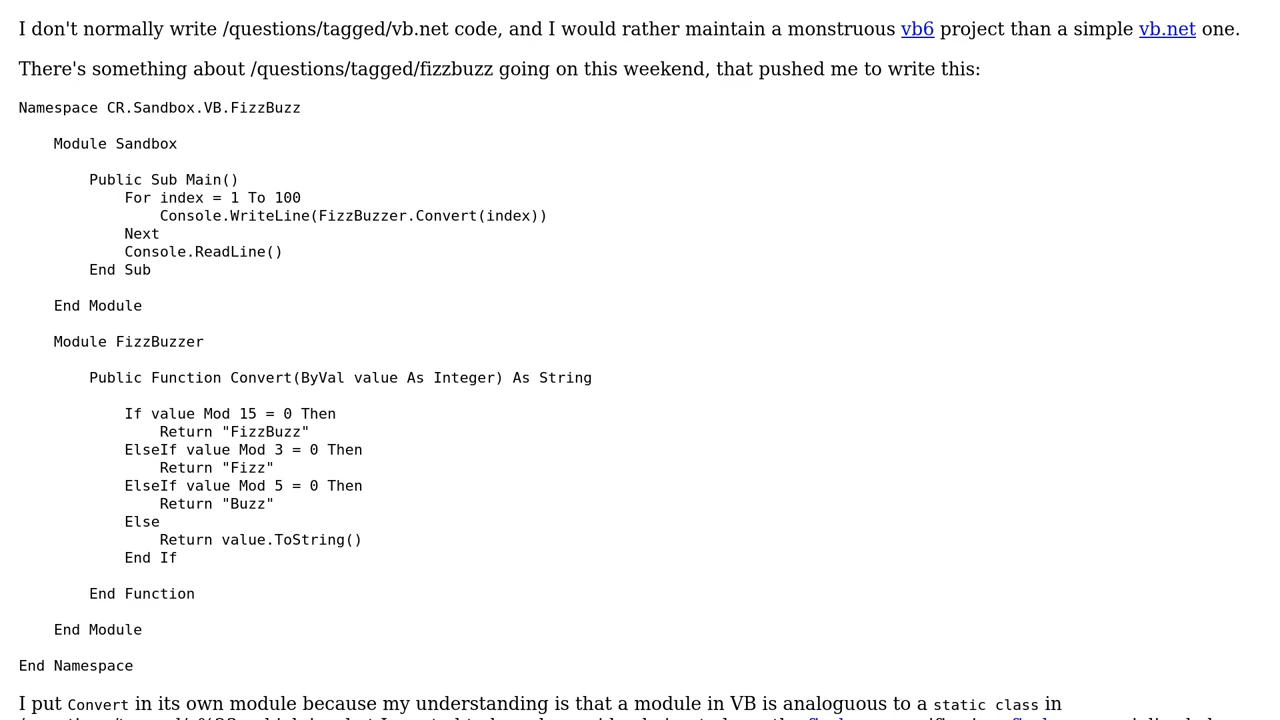 I don't normally write /questions/tagged/vb.net code, and I would rather maintain a monstruous vb6 project than a simple vb.net one.
There's something about /questions/tagged/fizzbuzz going on this weekend, that pushed me to write this:
Namespace CR.Sandbox.VB.FizzBuzz
Module Sandbox
Public Sub Main()
For index = 1 To 100
Console.WriteLine(FizzBuzzer.Convert(index))
Next
Console.ReadLine()
End Sub
End Module
Module FizzBuzzer
Public Function Convert(ByVal value As Integer) As String
If value Mod 15 = 0 Then
Return "FizzBuzz"
ElseIf value Mod 3 = 0 Then
Return "Fizz"
ElseIf value Mod 5 = 0 Then
Return "Buzz"
Else
Return value.ToString()
End If
End Function
End Module
End Namespace
I put Convert in its own module because my understanding is that a module in VB is analoguous to a static class in